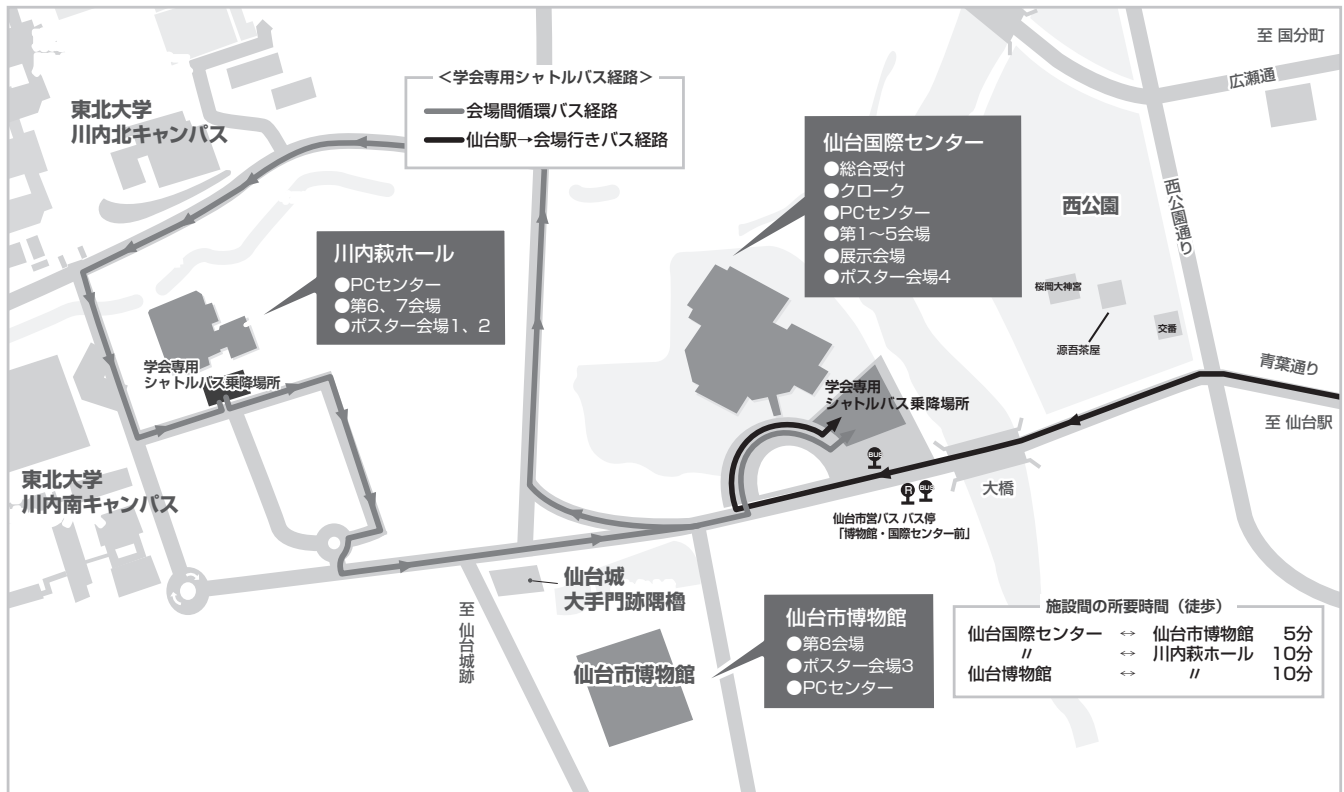 至 国分町
広瀬通
＜学会専用シャトルバス経路＞
会場間循環バス経路
仙台駅→会場行きバス経路
東北大学
川内北キャンパス
仙台国際センター
●総合受付
●クローク
●PCセンター
●第1～5会場
●展示会場
●ポスター会場4
西公園
西公園通り
川内萩ホール
●PCセンター
●第6、7会場
●ポスター会場1、2
桜岡大神宮
源吾茶屋
交番
学会専用
シャトルバス乗降場所
学会専用
シャトルバス乗降場所
青葉通り
至 仙台駅
東北大学
川内南キャンパス
BUS
R
BUS
大橋
仙台市営バス バス停
「博物館・国際センター前」
仙台城
大手門跡隅櫓
至 仙台城跡
仙台市博物館
仙台市博物館
●第8会場
●ポスター会場3
●PCセンター
施設間の所要時間（徒歩）
仙台国際センター ↔ 仙台市博物館 5分
〃 ↔ 川内萩ホール 10分
仙台博物館 ↔ 〃 10分